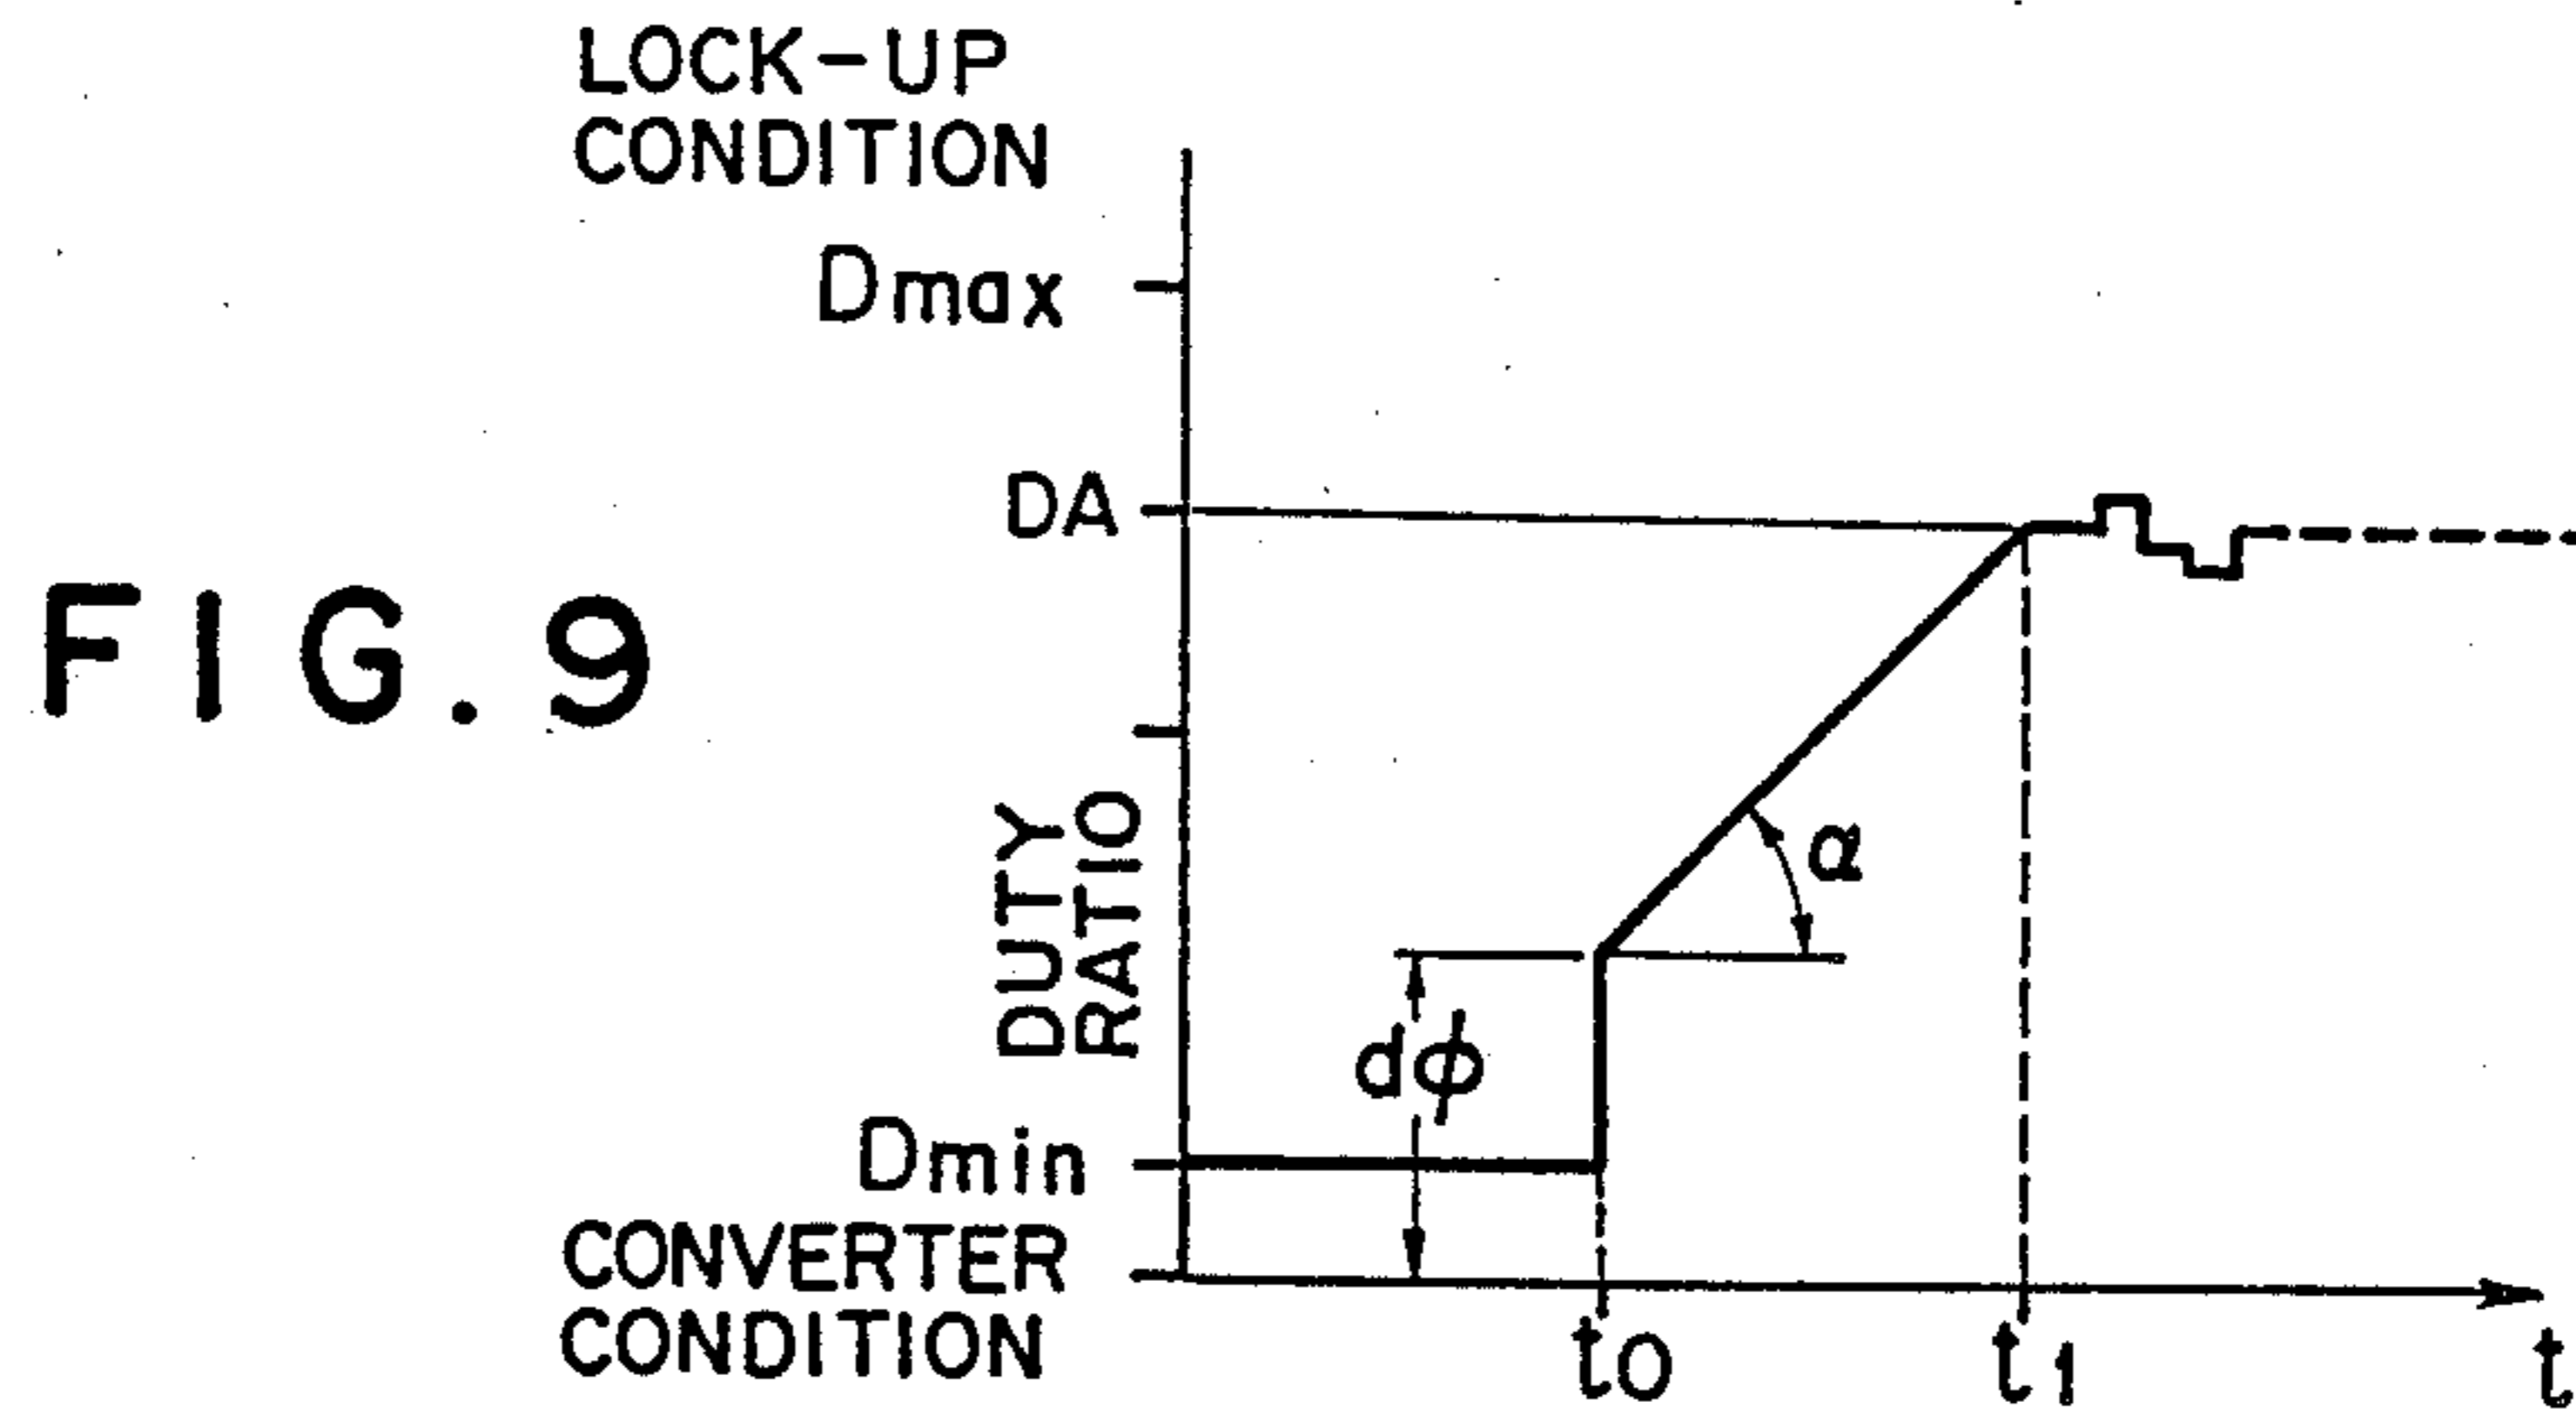 LOCK-UP
CONDITION
Dmax
DA
FIG. 9
DUTY
RATIO
α
dϕ
Dmin
CONVERTER
CONDITION
t0
t1
t